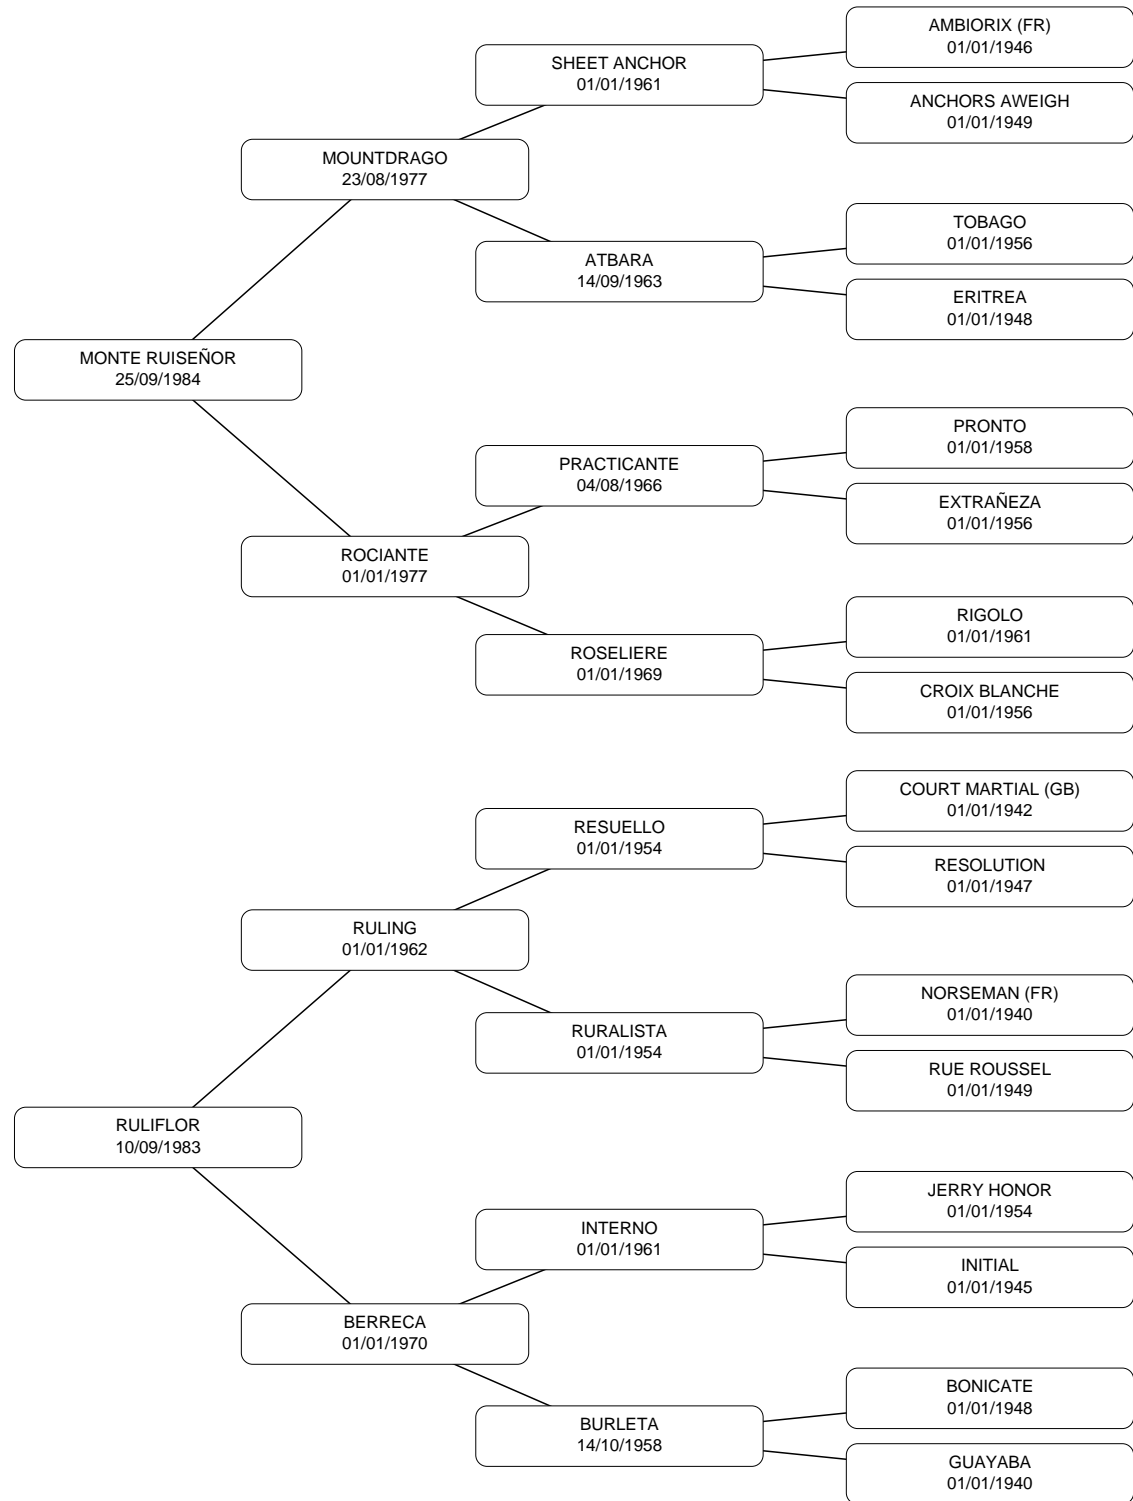 AMBIORIX (FR)
01/01/1946
SHEET ANCHOR
01/01/1961
ANCHORS AWEIGH
01/01/1949
MOUNTDRAGO
23/08/1977
TOBAGO
01/01/1956
ATBARA
14/09/1963
ERITREA
01/01/1948
MONTE RUISEÑOR
25/09/1984
PRONTO
01/01/1958
PRACTICANTE
04/08/1966
EXTRAÑEZA
01/01/1956
ROCIANTE
01/01/1977
RIGOLO
01/01/1961
ROSELIERE
01/01/1969
CROIX BLANCHE
01/01/1956
COURT MARTIAL (GB)
01/01/1942
RESUELLO
01/01/1954
RESOLUTION
01/01/1947
RULING
01/01/1962
NORSEMAN (FR)
01/01/1940
RURALISTA
01/01/1954
RUE ROUSSEL
01/01/1949
RULIFLOR
10/09/1983
JERRY HONOR
01/01/1954
INTERNO
01/01/1961
INITIAL
01/01/1945
BERRECA
01/01/1970
BONICATE
01/01/1948
BURLETA
14/10/1958
GUAYABA
01/01/1940